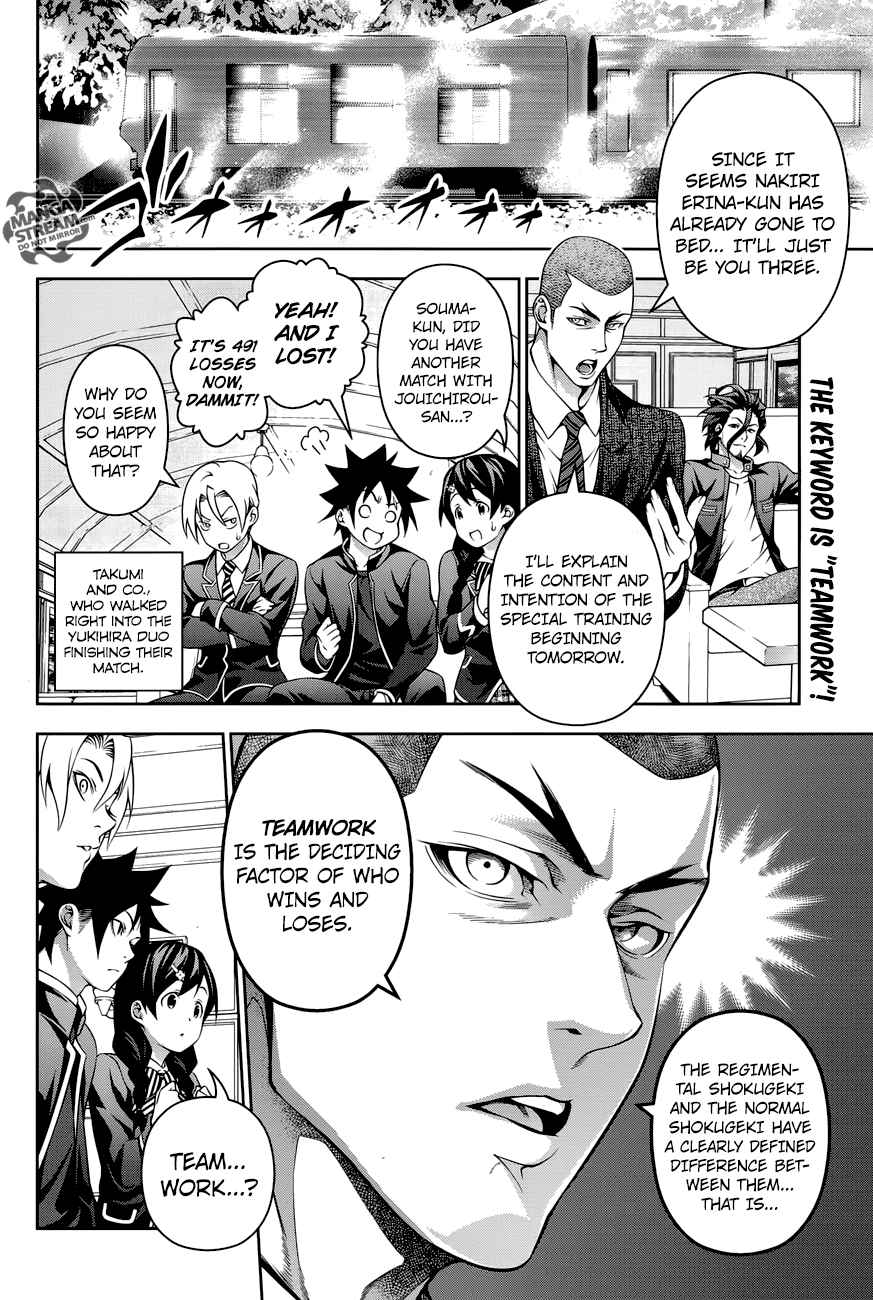 SINCE IT
SEEMS NAKIRI
ERINA-KUN HAS
ALREADY GONE TO
BED... IT'LL JUST
BE YOU THREE.
MANGA
STREAM.com
DO NOT MIRROR
THE KEYWORD IS "TEAMWORK"!
I'LL EXPLAIN
THE CONTENT AND
INTENTION OF THE
SPECIAL TRAINING
BEGINNING
TOMORROW.
SOUMA-
KUN, DID
YOU HAVE
ANOTHER
MATCH WITH
JOUICHIROU-
SAN...?
YEAH!
AND I
LOST!
IT'S 491
LOSSES
NOW,
DAMMIT!
WHY DO
YOU SEEM
SO HAPPY
ABOUT
THAT?
TAKUMI
AND CO.,
WHO WALKED
RIGHT INTO THE
YUKIHIRA DUO
FINISHING THEIR
MATCH.
THE REGIMEN-
TAL SHOKUGEKI
AND THE NORMAL
SHOKUGEKI HAVE
A CLEARLY DEFINED
DIFFERENCE BET-
WEEN THEM...
THAT IS...
TEAMWORK
IS THE DECIDING
FACTOR OF WHO
WINS AND
LOSES.
TEAM...
WORK...?